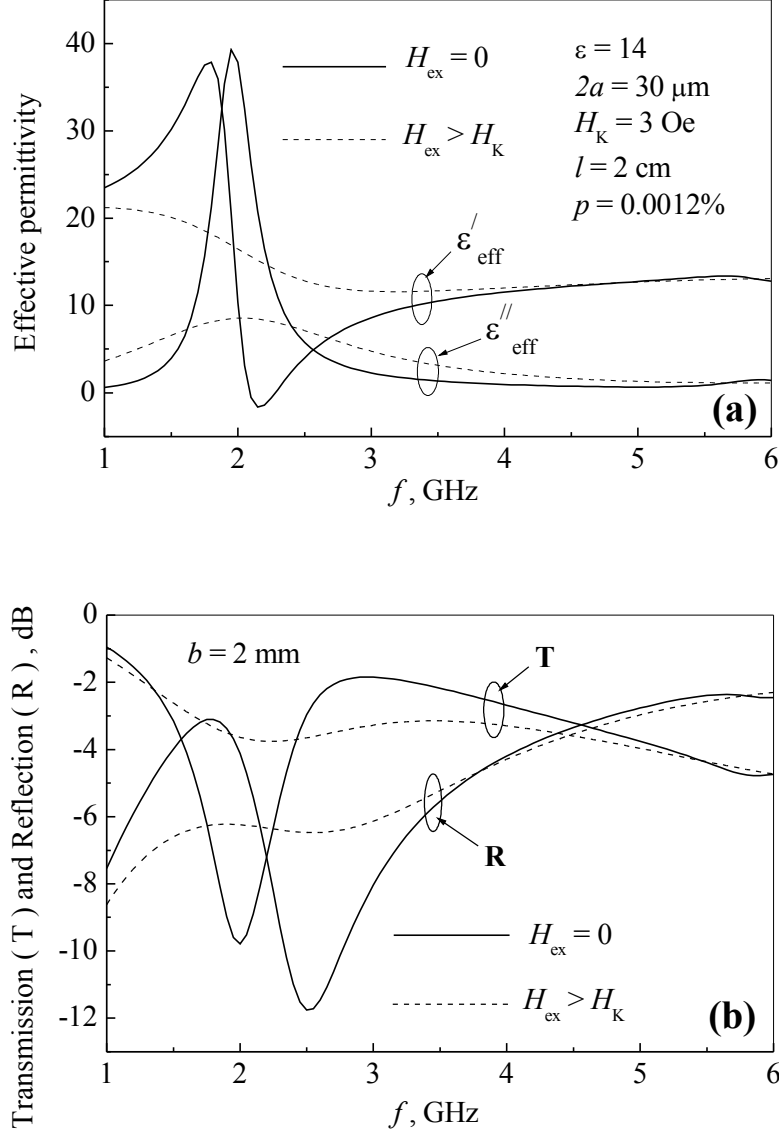 40
30
20
10
0
Effective permittivity
H_ex = 0
H_ex > H_K
ε = 14
2a = 30 μm
H_K = 3 Oe
l = 2 cm
p = 0.0012%
ε′_eff
ε″_eff
(a)
1 2 3 4 5 6
f , GHz
0
-2
-4
-6
-8
-10
-12
Transmission ( T ) and Reflection ( R ) , dB
b = 2 mm
T
R
H_ex = 0
H_ex > H_K
(b)
1 2 3 4 5 6
f , GHz